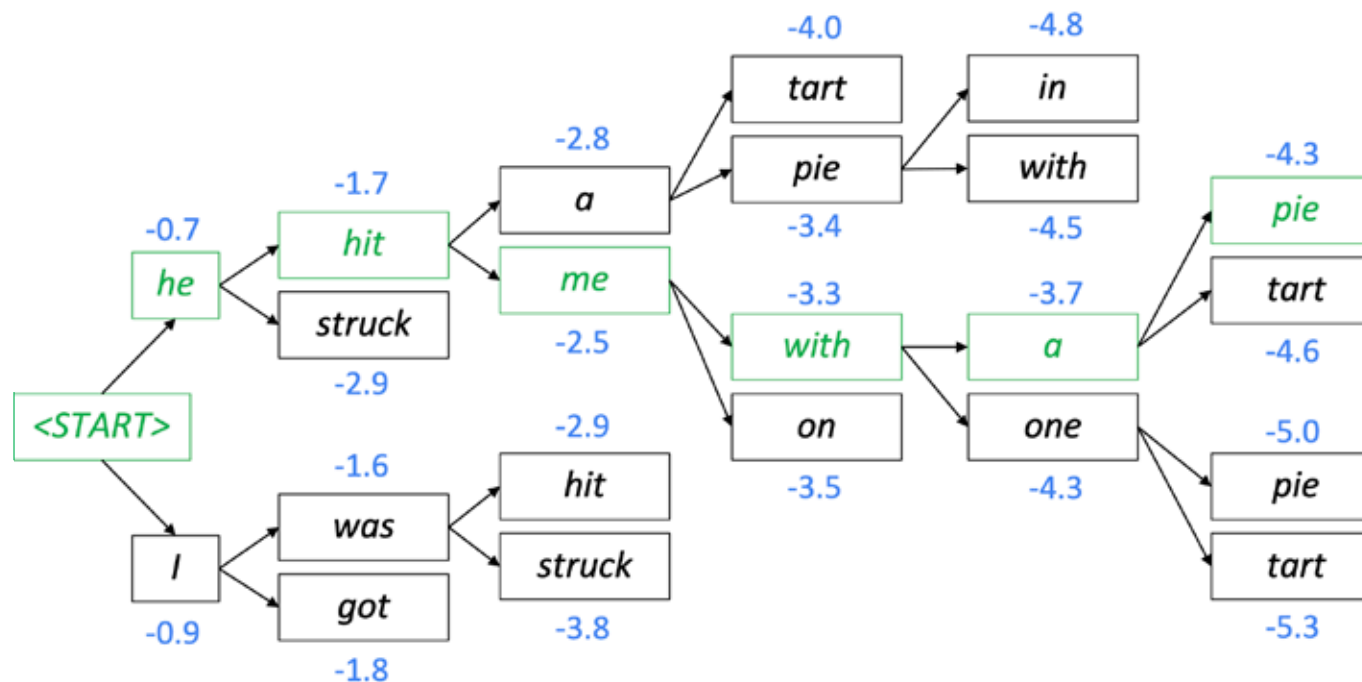 -4.0
-4.8
tart
in
-2.8
-4.3
-1.7
a
pie
with
pie
-0.7
hit
-3.4
-4.5
he
me
-3.3
-3.7
tart
struck
-2.5
with
a
-4.6
-2.9
<START>
-2.9
on
one
-5.0
-1.6
hit
-3.5
-4.3
pie
was
I
struck
tart
got
-0.9
-3.8
-5.3
-1.8